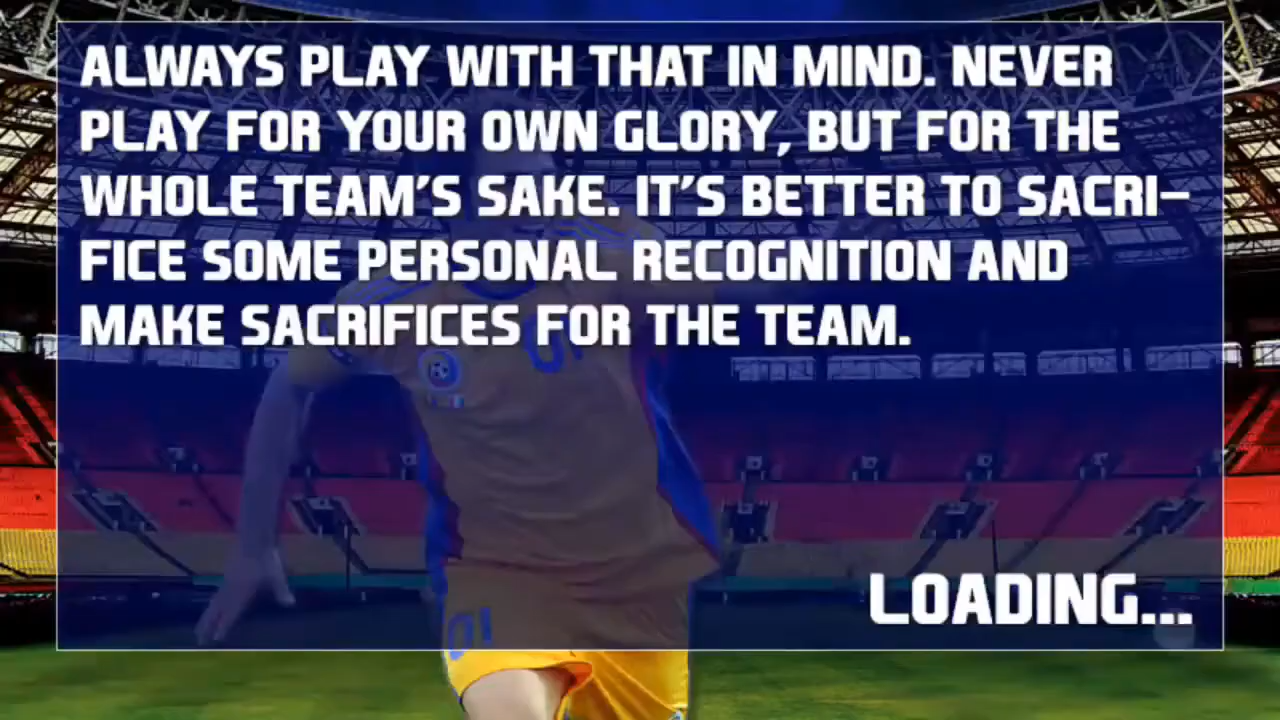 ALWAYS PLAY WITH THAT IN MIND. NEVER
PLAY FOR YOUR OWN GLORY, BUT FOR THE
WHOLE TEAM'S SAKE. IT'S BETTER TO SACRI-
FICE SOME PERSONAL RECOGNITION AND
MAKE SACRIFICES FOR THE TEAM.
LOADING...